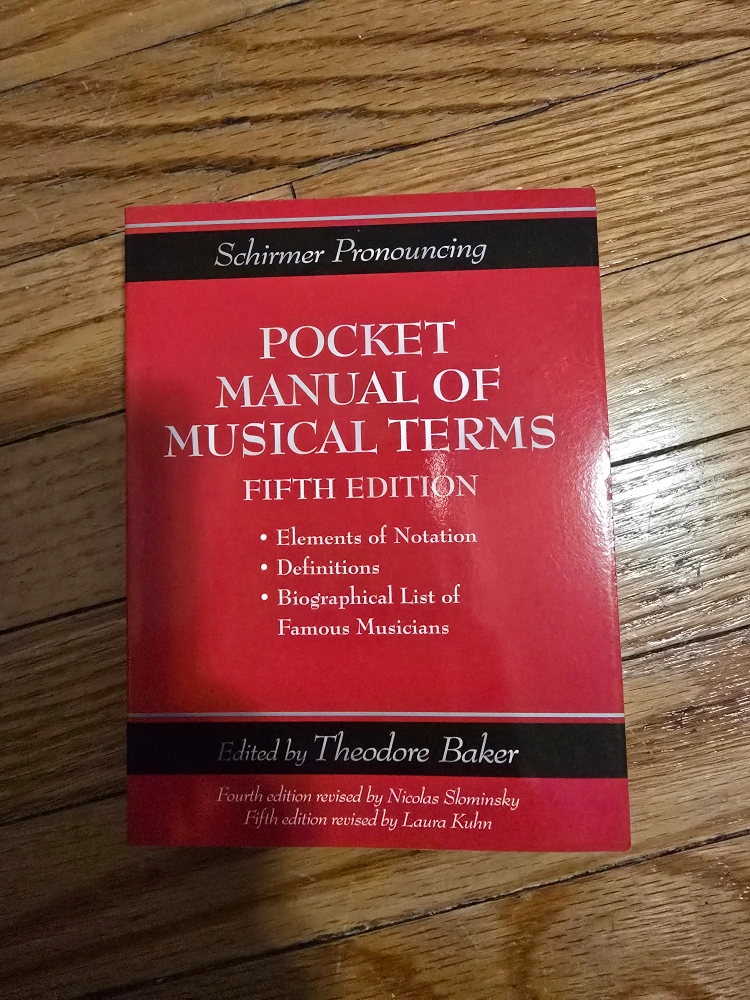 Schirmer Pronouncing
POCKET
MANUAL OF
MUSICAL TERMS
FIFTH EDITION
• Elements of Notation
• Definitions
• Biographical List of
Famous Musicians
Edited by Theodore Baker
Fourth edition revised by Nicolas Slominsky
Fifth edition revised by Laura Kuhn